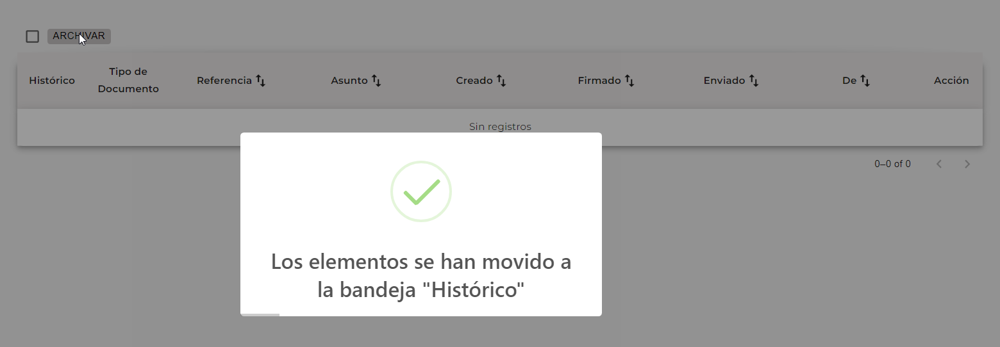 ARCHIVAR
Histórico
Tipo de
Documento
Referencia
Asunto
Creado
Firmado
Enviado
De
Acción
Sin registros
0–0 of 0
Los elementos se han movido a
la bandeja "Histórico"